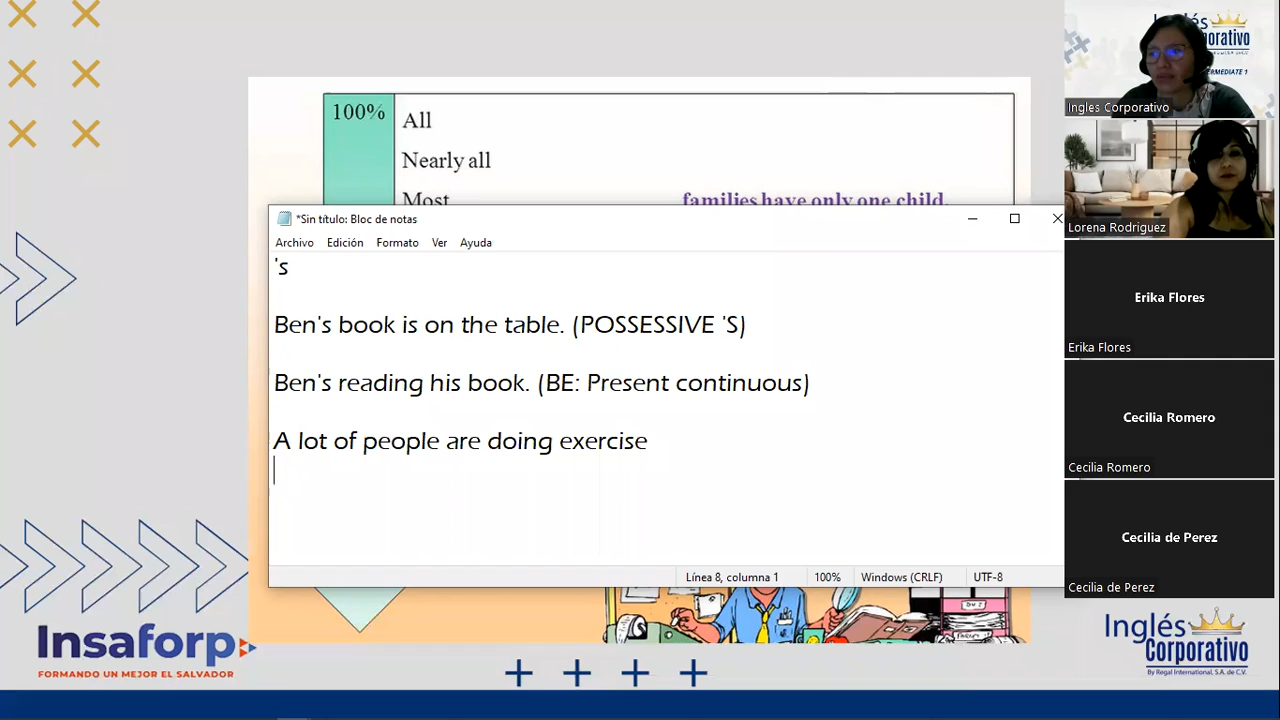 100%
All
Nearly all
Most
families have only one child.
*Sin título: Bloc de notas
Archivo Edición Formato Ver Ayuda
's
Ben's book is on the table. (POSSESSIVE 'S)
Ben's reading his book. (BE: Present continuous)
A lot of people are doing exercise
Línea 8, columna 1 100% Windows (CRLF) UTF-8
Insaforp
FORMANDO UN MEJOR EL SALVADOR
Inglés
Corporativo
By Regal International, S.A. de C.V.
Ingles Corporativo
Lorena Rodriguez
Erika Flores
Erika Flores
Cecilia Romero
Cecilia Romero
Cecilia de Perez
Cecilia de Perez